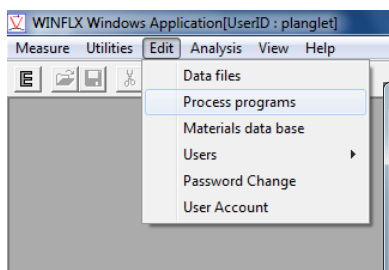 WINFLX Windows Application[UserID : planglet]
Measure Utilities Edit Analysis View Help
E
Data files
Process programs
Materials data base
Users
Password Change
User Account